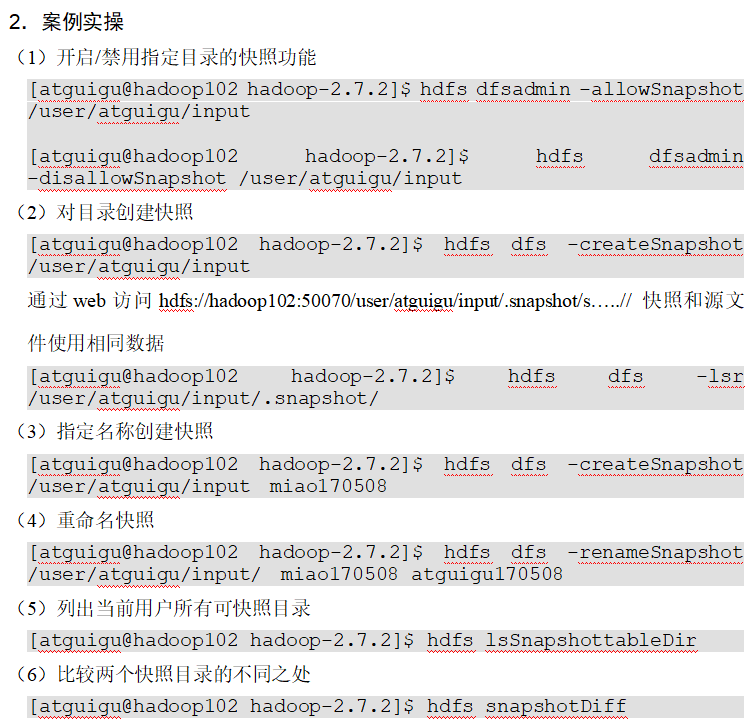 2．案例实操
（1）开启/禁用指定目录的快照功能
[atguigu@hadoop102 hadoop-2.7.2]$ hdfs dfsadmin -allowSnapshot
/user/atguigu/input
[atguigu@hadoop102 hadoop-2.7.2]$ hdfs dfsadmin
-disallowSnapshot /user/atguigu/input
（2）对目录创建快照
[atguigu@hadoop102 hadoop-2.7.2]$ hdfs dfs -createSnapshot
/user/atguigu/input
通过 web 访问 hdfs://hadoop102:50070/user/atguigu/input/.snapshot/s…..// 快照和源文
件使用相同数据
[atguigu@hadoop102 hadoop-2.7.2]$ hdfs dfs -lsr
/user/atguigu/input/.snapshot/
（3）指定名称创建快照
[atguigu@hadoop102 hadoop-2.7.2]$ hdfs dfs -createSnapshot
/user/atguigu/input miao170508
（4）重命名快照
[atguigu@hadoop102 hadoop-2.7.2]$ hdfs dfs -renameSnapshot
/user/atguigu/input/ miao170508 atguigu170508
（5）列出当前用户所有可快照目录
[atguigu@hadoop102 hadoop-2.7.2]$ hdfs lsSnapshottableDir
（6）比较两个快照目录的不同之处
[atguigu@hadoop102 hadoop-2.7.2]$ hdfs snapshotDiff